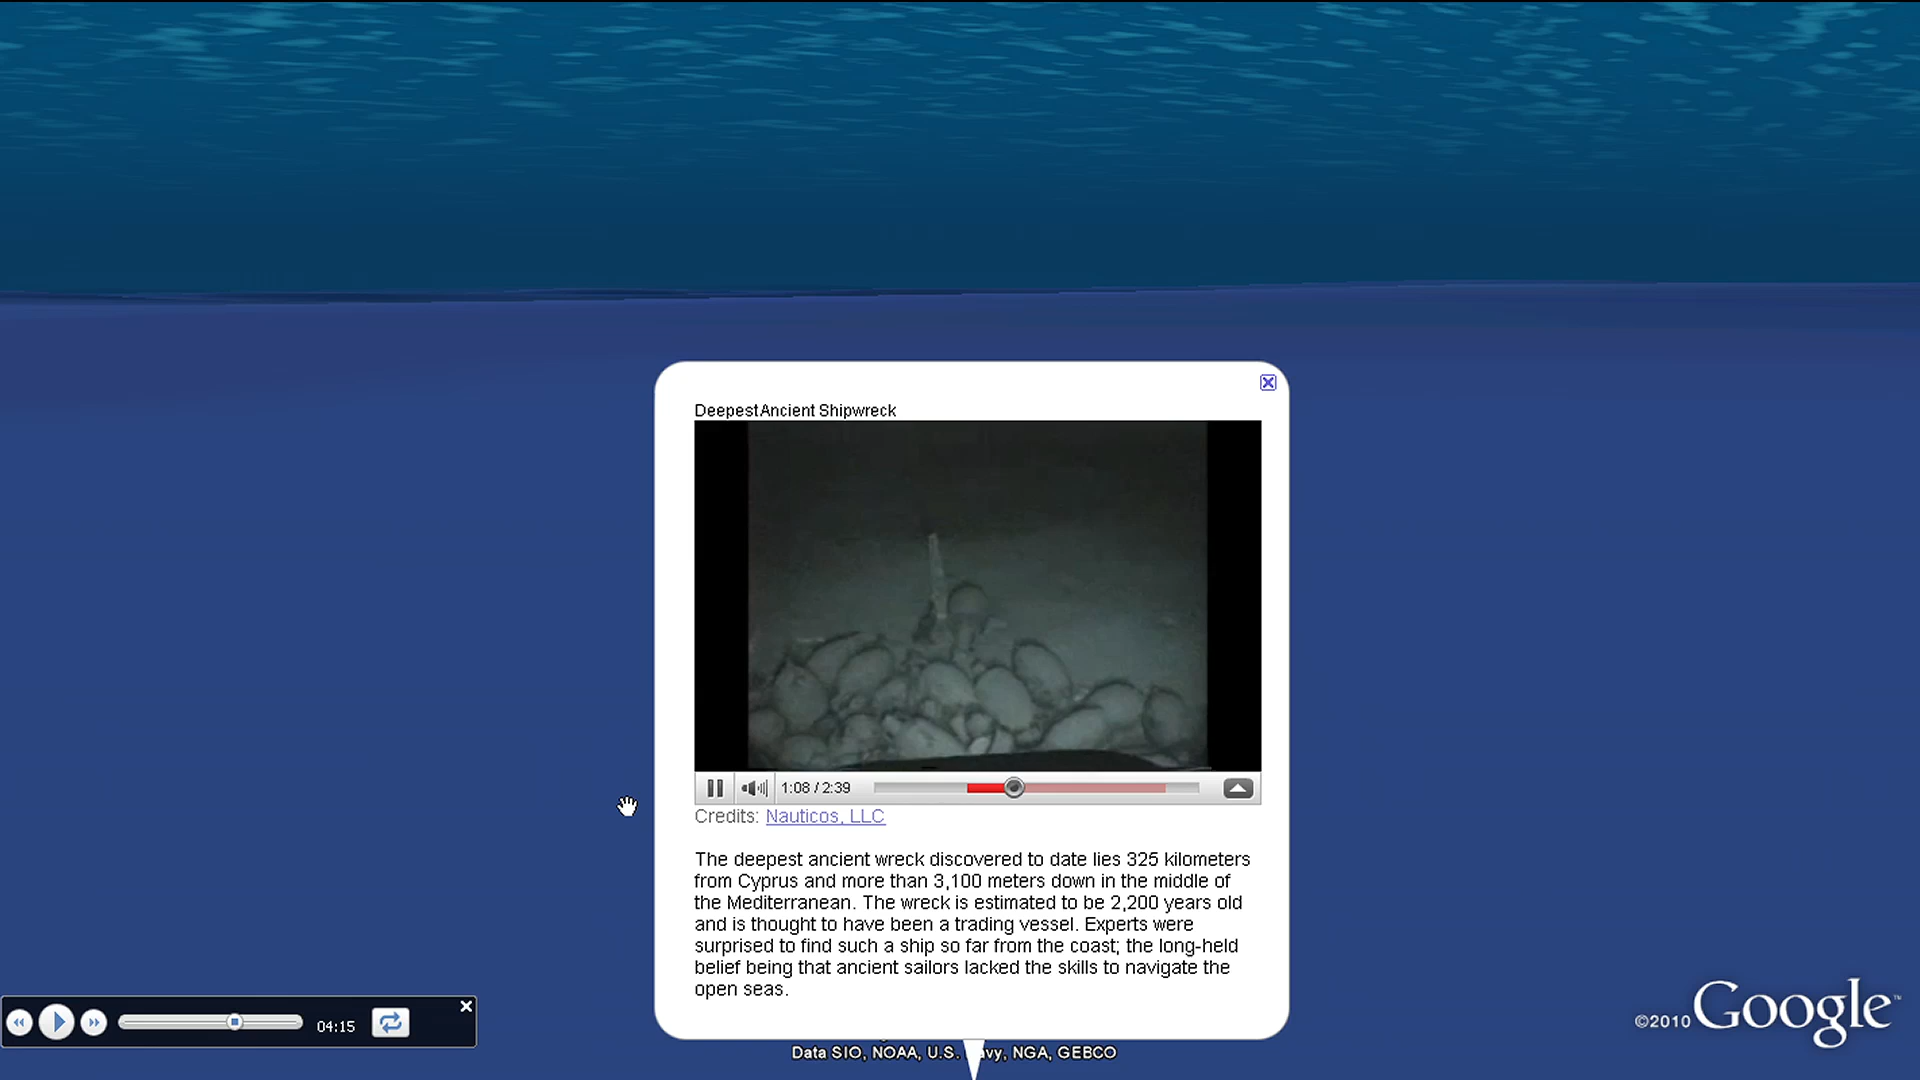 DeepestAncient Shipwreck
1:08 / 2:39
Credits: Nauticos, LLC
The deepest ancient wreck discovered to date lies 325 kilometers
from Cyprus and more than 3,100 meters down in the middle of
the Mediterranean. The wreck is estimated to be 2,200 years old
and is thought to have been a trading vessel. Experts were
surprised to find such a ship so far from the coast; the long-held
belief being that ancient sailors lacked the skills to navigate the
open seas.
04:15
©2010 Google™
Data SIO, NOAA, U.S. avy, NGA, GEBCO